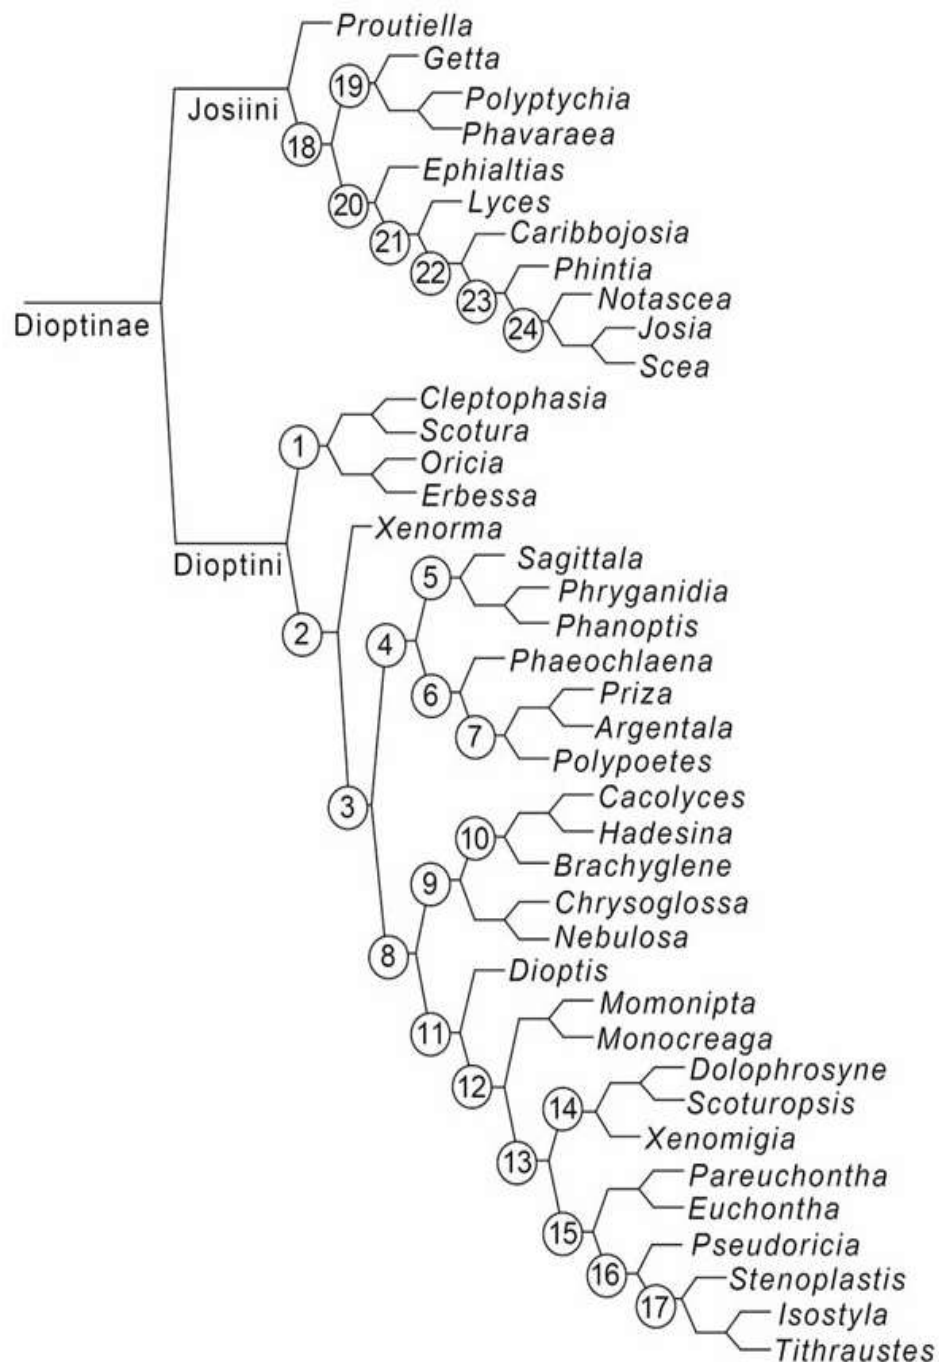 Proutiella
Getta
19
Polyptychia
Josiini
Phavaraea
18
Ephialtias
20
Lyces
21
Caribbojosia
22
Phintia
23
Notascea
24
Josia
Dioptinae
Scea
Cleptophasia
1
Scotura
Oricia
Erbessa
Xenorma
Dioptini
5
Sagittala
Phryganidia
2
4
Phanoptis
Phaeochlaena
6
Priza
7
Argentala
Polypoetes
3
Cacolyces
10
Hadesina
Brachyglene
9
Chrysoglossa
Nebulosa
8
Dioptis
Momonipta
11
Monocreaga
12
Dolophrosyne
14
Scoturopsis
Xenomigia
13
Pareuchontha
Euchontha
15
Pseudoricia
16
Stenoplastis
17
Isostyla
Tithraustes